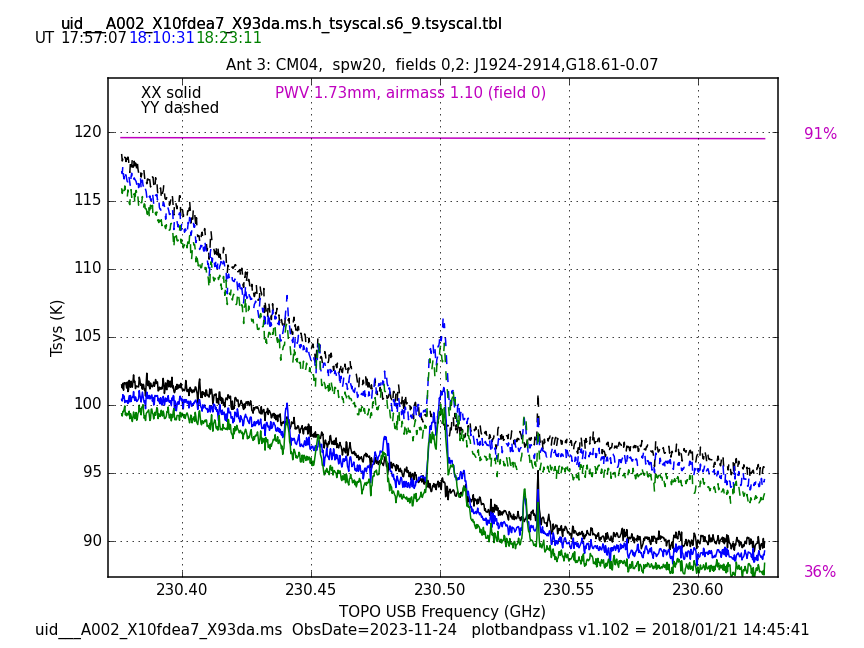 uid___A002_X10fdea7_X93da.ms.h_tsyscal.s6_9.tsyscal.tbl
UT 17:57:07 18:10:31 18:23:11
Ant 3: CM04,  spw20,  fields 0,2: J1924-2914,G18.61-0.07
XX solid
PWV 1.73mm, airmass 1.10 (field 0)
YY dashed
120
91%
115
110
105
Tsys (K)
100
95
90
36%
230.40 230.45 230.50 230.55 230.60
TOPO USB Frequency (GHz)
uid___A002_X10fdea7_X93da.ms  ObsDate=2023-11-24   plotbandpass v1.102 = 2018/01/21 14:45:41